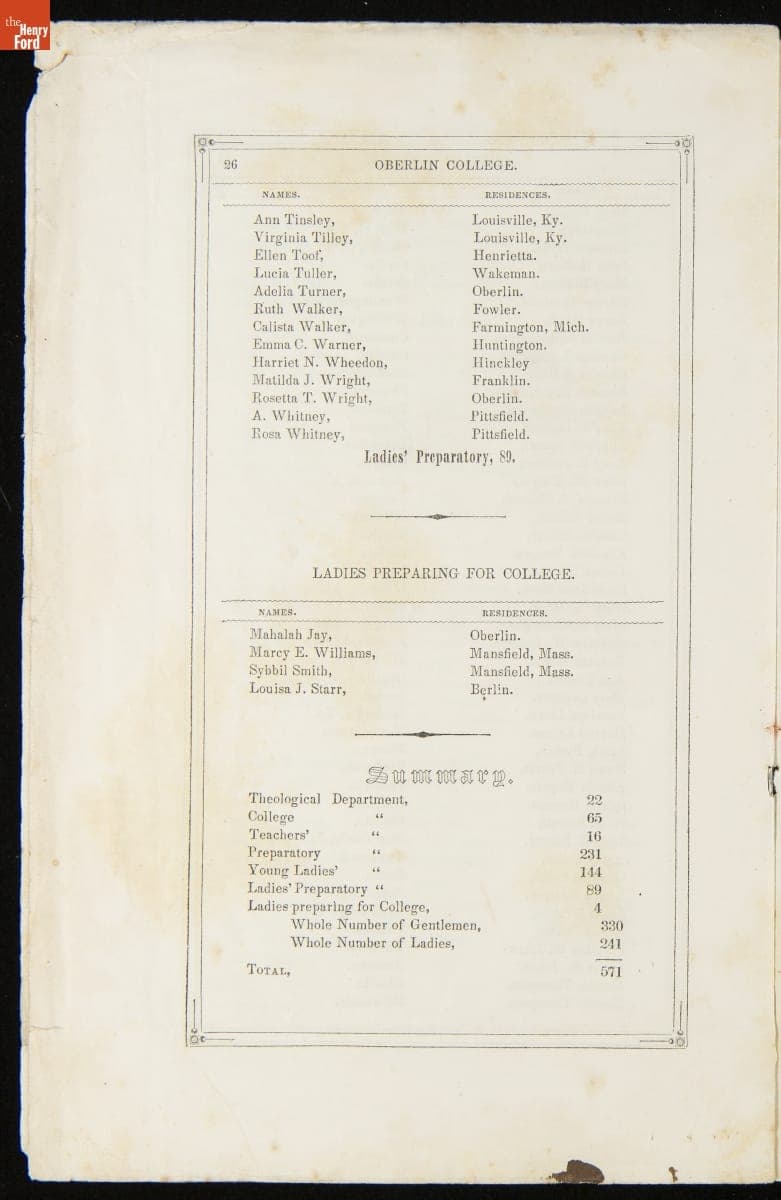 the
Henry
Ford
26 OBERLIN COLLEGE.
NAMES. RESIDENCES.
Ann Tinsley, Louisville, Ky.
Virginia Tilley, Louisville, Ky.
Ellen Toof, Henrietta.
Lucia Tuller, Wakeman.
Adelia Turner, Oberlin.
Ruth Walker, Fowler.
Calista Walker, Farmington, Mich.
Emma C. Warner, Huntington.
Harriet N. Wheedon, Hinckley
Matilda J. Wright, Franklin.
Rosetta T. Wright, Oberlin.
A. Whitney, Pittsfield.
Rosa Whitney, Pittsfield.
Ladies' Preparatory, 89.
LADIES PREPARING FOR COLLEGE.
NAMES. RESIDENCES.
Mahalah Jay, Oberlin.
Marcy E. Williams, Mansfield, Mass.
Sybbil Smith, Mansfield, Mass.
Louisa J. Starr, Berlin.
Summary.
Theological Department, 22
College “ 65
Teachers' “ 16
Preparatory “ 231
Young Ladies' “ 144
Ladies' Preparatory “ 89
Ladies preparing for College, 4
Whole Number of Gentlemen, 330
Whole Number of Ladies, 241
TOTAL, 571